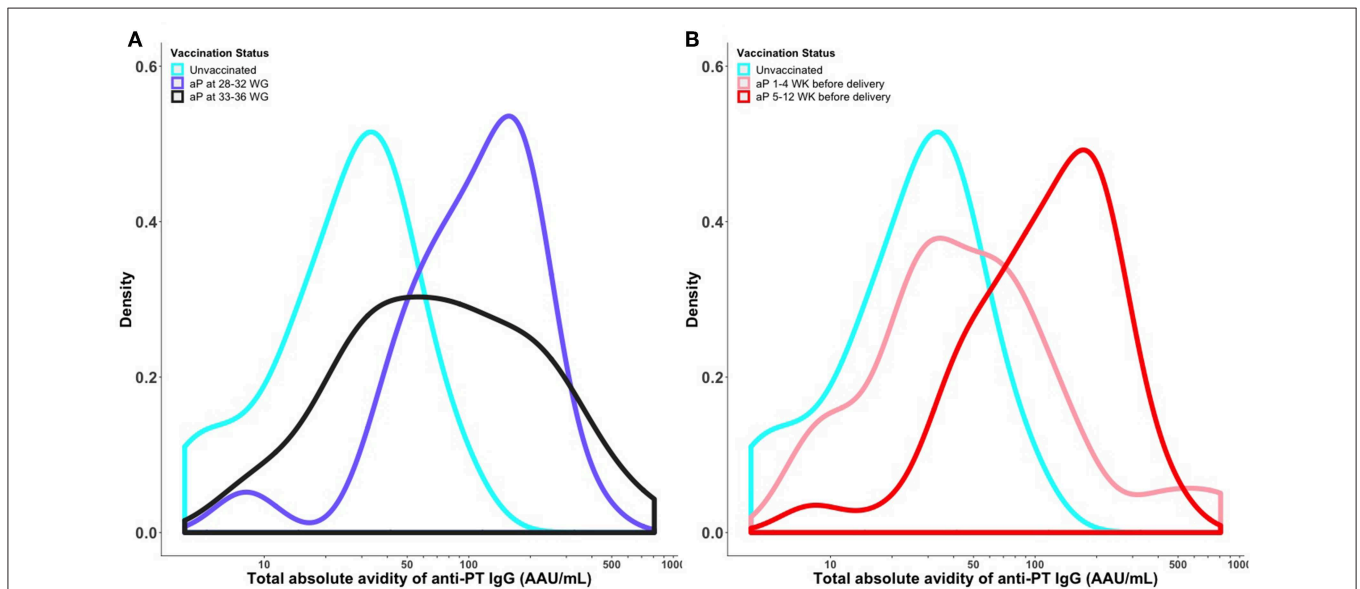 A
Vaccination Status
Unvaccinated
aP at 28-32 WG
aP at 33-36 WG
0.6
0.4
0.2
0.0
Density
10 50 100 500 1000
Total absolute avidity of anti-PT IgG (AAU/mL)
B
Vaccination Status
Unvaccinated
aP 1-4 WK before delivery
aP 5-12 WK before delivery
0.6
0.4
0.2
0.0
Density
10 50 100 500
Total absolute avidity of anti-PT IgG (AAU/mL)